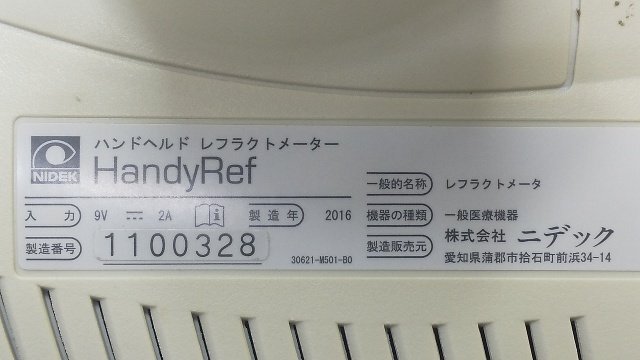 NIDEK
ハンドヘルド レフラクトメーター
HandyRef
一般的名称 レフラクトメータ
入力 9V ⎓ 2A 製造年 2016 機器の種類 一般医療機器
製造番号 1100328 製造販売元 株式会社 ニデック
30621-M501-B0 愛知県蒲郡市拾石町前浜34-14